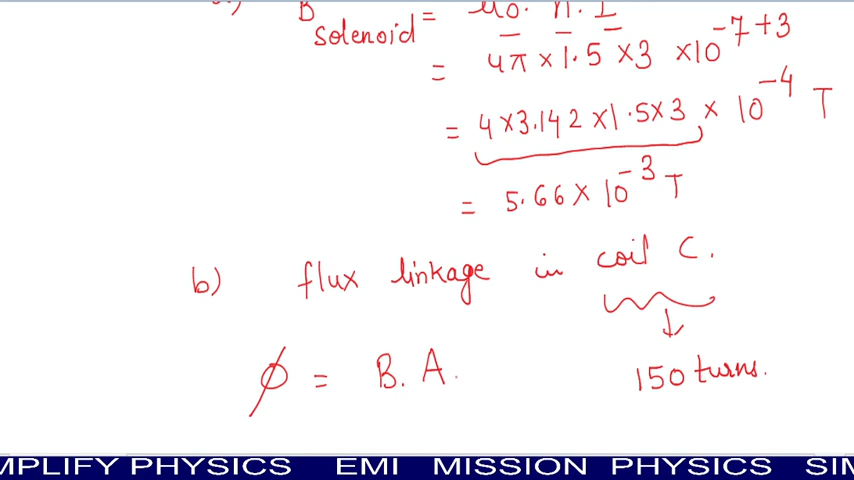 B solenoid = μ0. n. I
= 4π × 1.5 × 3 × 10^-7+3
= 4 × 3.142 × 1.5 × 3 × 10^-4 T
= 5.66 × 10^-3 T
b) flux linkage in coil C.
ϕ = B. A.
150 turns.
MPLIFY PHYSICS EMI MISSION PHYSICS SIM